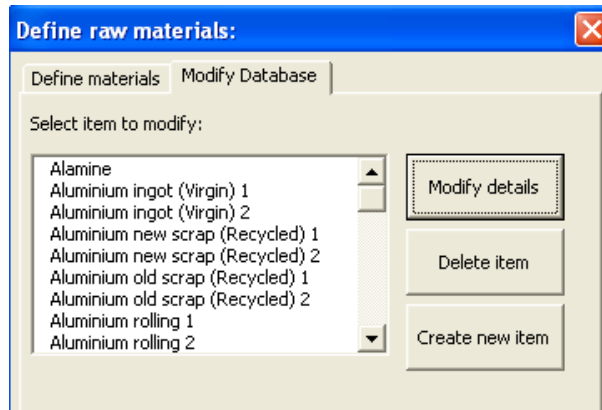 Define raw materials:
Define materials
Modify Database
Select item to modify:
Alamine
Aluminium ingot (Virgin) 1
Aluminium ingot (Virgin) 2
Aluminium new scrap (Recycled) 1
Aluminium new scrap (Recycled) 2
Aluminium old scrap (Recycled) 1
Aluminium old scrap (Recycled) 2
Aluminium rolling 1
Aluminium rolling 2
Modify details
Delete item
Create new item